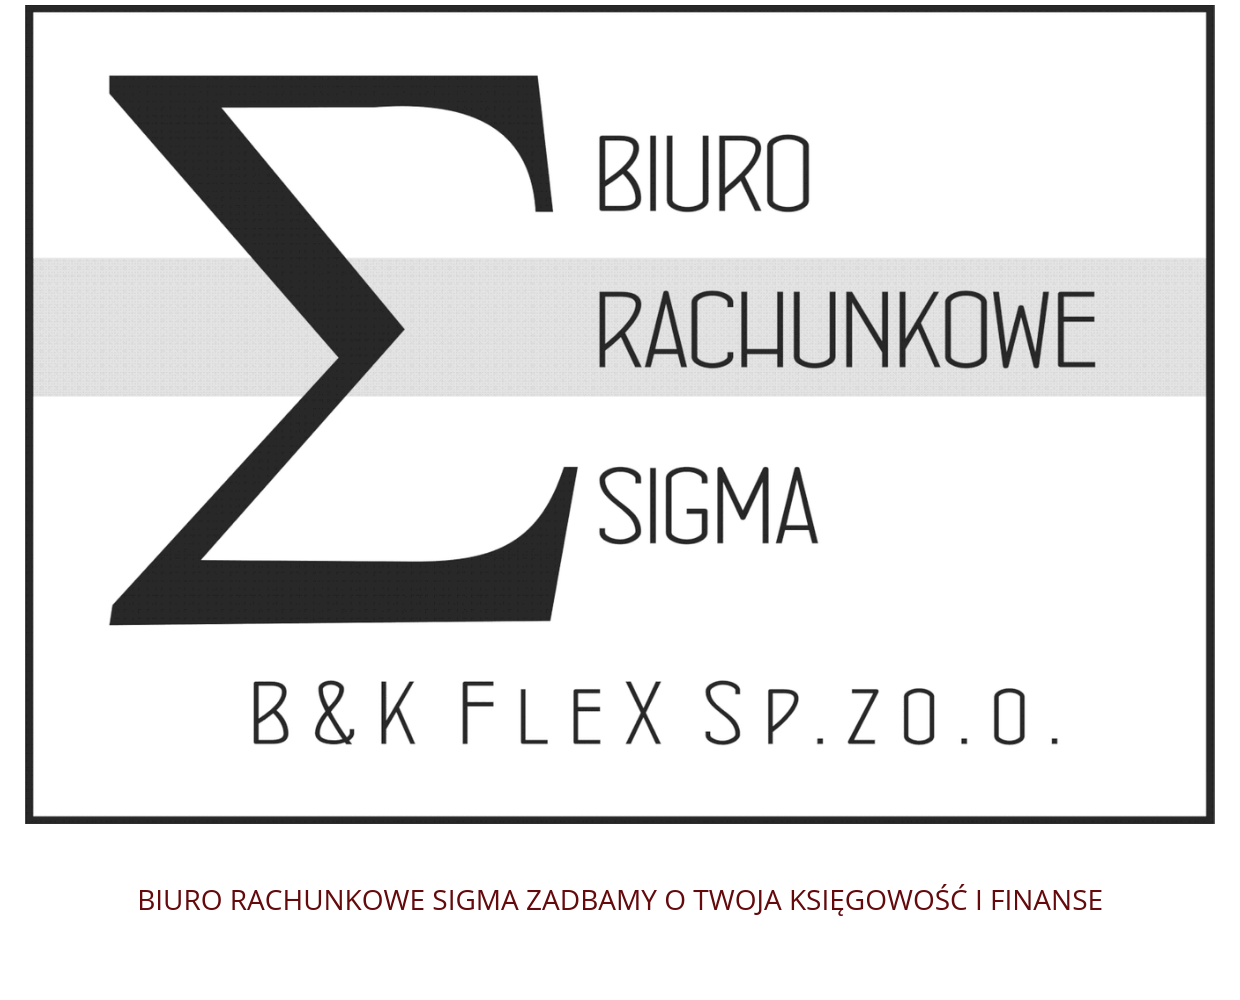 BIURO
RACHUNKOWE
SIGMA
B&K FLEX SP.ZO.O.
BIURO RACHUNKOWE SIGMA ZADBAMY O TWOJA KSIĘGOWOŚĆ I FINANSE